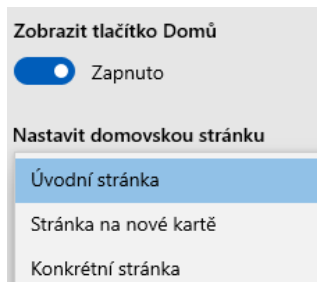 Zobrazit tlačítko Domů
Zapnuto
Nastavit domovskou stránku
Úvodní stránka
Stránka na nové kartě
Konkrétní stránka